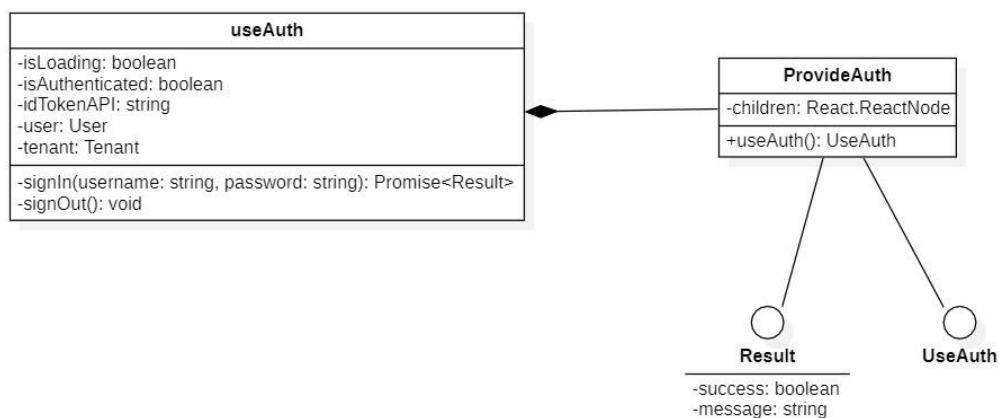 useAuth
-isLoading: boolean
-isAuthenticated: boolean
-idTokenAPI: string
-user: User
-tenant: Tenant
-signIn(username: string, password: string): Promise<Result>
-signOut(): void
ProvideAuth
-children: React.ReactNode
+useAuth(): UseAuth
Result
-success: boolean
-message: string
UseAuth